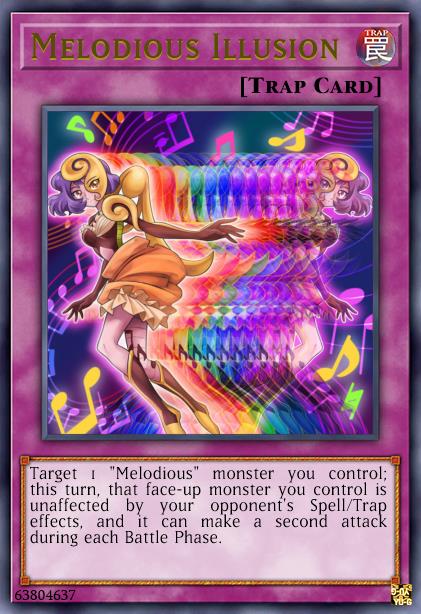 Melodious Illusion
TRAP
罠
[Trap Card]
Target 1 "Melodious" monster you control;
this turn, that face-up monster you control is
unaffected by your opponent's Spell/Trap
effects, and it can make a second attack
during each Battle Phase.
63804637